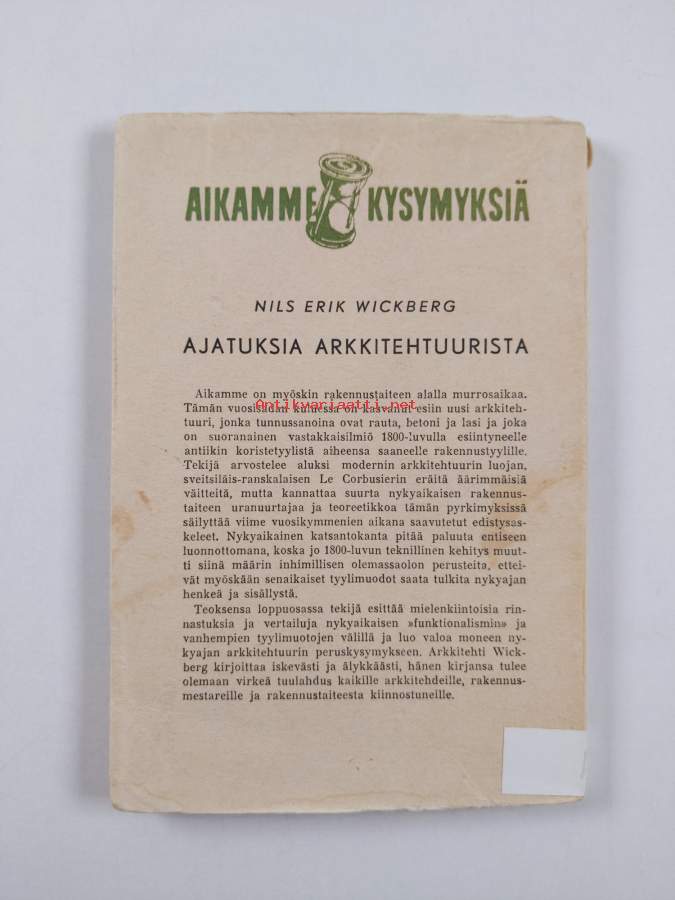 AIKAMME KYSYMYKSIÄ
NILS ERIK WICKBERG
AJATUKSIA ARKKITEHTUURISTA
Aikamme on myöskin rakennustaiteen alalla murrosaikaa.
Antikvariaatti.net
Tämän vuosisadan kuluessa on kasvanut esiin uusi arkkiteh-
tuuri, jonka tunnussanoina ovat rauta, betoni ja lasi ja joka
on suoranainen vastakkaisilmiö 1800-luvulla esiintyneelle
antiikin koristetyylistä aiheensa saaneelle rakennustyylille.
Tekijä arvostelee aluksi modernin arkkitehtuurin luojan,
sveitsiläis-ranskalaisen Le Corbusierin eräitä äärimmäisiä
väitteitä, mutta kannattaa suurta nykyaikaisen rakennus-
taiteen uranuurtajaa ja teoreetikkoa tämän pyrkimyksissä
säilyttää viime vuosikymmenien aikana saavutetut edistysas-
keleet. Nykyaikainen katsantokanta pitää paluuta entiseen
luonnottomana, koska jo 1800-luvun teknillinen kehitys muut-
ti siinä määrin inhimillisen olemassaolon perusteita, ettei-
vät myöskään senaikaiset tyylimuodot saata tulkita nykyajan
henkeä ja sisällystä.
Teoksensa loppuosassa tekijä esittää mielenkiintoisia rin-
nastuksia ja vertailuja nykyaikaisen »funktionalismin» ja
vanhempien tyylimuotojen välillä ja luo valoa moneen ny-
kyajan arkkitehtuurin peruskysymykseen. Arkkitehti Wick-
berg kirjoittaa iskevästi ja älykkäästi, hänen kirjansa tulee
olemaan virkeä tuulahdus kaikille arkkitehdeille, rakennus-
mestareille ja rakennustaiteesta kiinnostuneille.